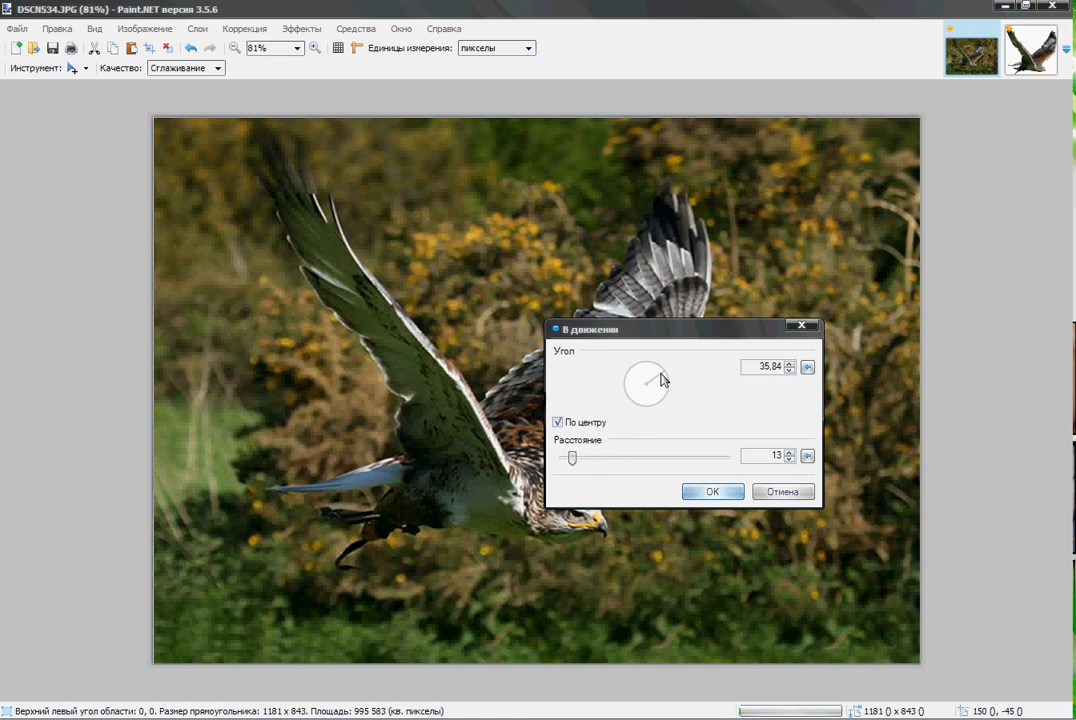 DSCN534.JPG (81%) - Paint.NET версия 3.5.6
Файл Правка Вид Изображение Слои Коррекция Эффекты Средства Окно Справка
81% Единицы измерения: пикселы
Инструмент: Качество: Сглаживание
В движении
Угол
35,84
По центру
Расстояние
13
OK Отмена
Верхний левый угол области: 0, 0. Размер прямоугольника: 1181 x 843. Площадь: 995 583 (кв. пикселы) 1181 () x 843 () 150 (), -45 ()